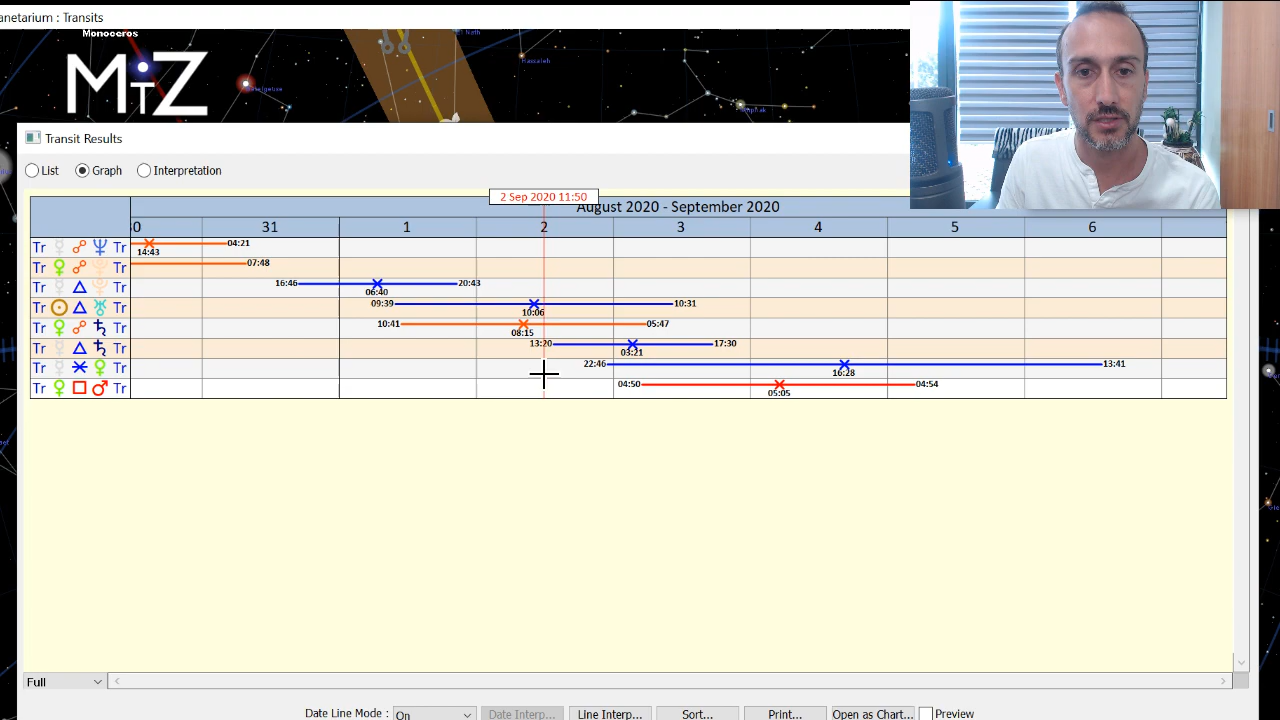 anetarium : Transits
Monoceros
MTZ
Hassaleh
Transit Results
List Graph Interpretation
2 Sep 2020 11:50
August 2020 - September 2020
30 31 1 2 3 4 5 6
Tr Tr 14:43 04:21
Tr Tr 07:48
Tr Tr 16:46 06:40 20:43
Tr Tr 09:39 10:06 10:31
Tr Tr 10:41 08:15 05:47
Tr Tr 13:20 03:21 17:30
Tr Tr 22:46 16:28 13:41
Tr Tr 04:50 05:05 04:54
Full
Date Line Mode : On Date Interp... Line Interp... Sort... Print... Open as Chart... Preview